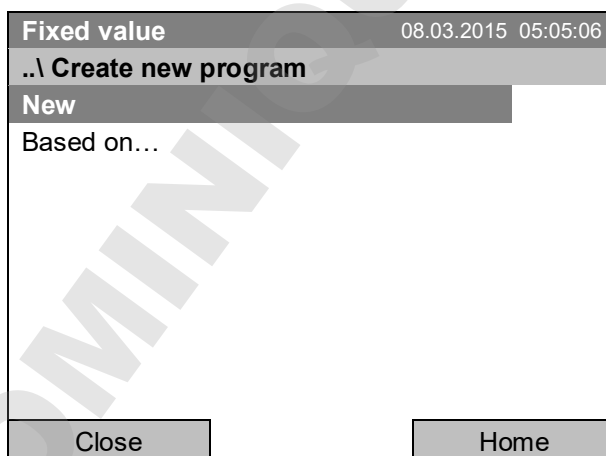 Fixed value 08.03.2015 05:05:06
..\ Create new program
New
Based on…
Close Home